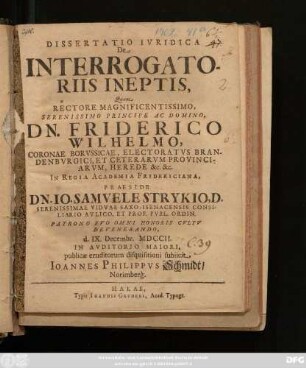 DISSERTATIO IVRIDICA
De
INTERROGATO-
RIIS INEPTIS,
Quam,
RECTORE MAGNIFICENTISSIMO,
SERENISSIMO PRINCIPE AC DOMINO,
DN. FRIDERICO
WILHELMO,
CORONAE BORVSSICAE, ELECTORATVS BRAN-
DENBVRGICI, ET CETERARVM PROVINCI-
ARVM, HEREDE &c. &c.
IN REGIA ACADEMIA FRIDERICIANA,
PRAESIDE
DN. IO. SAMVELE STRYKIO, D.
SERENISSIMAE VIDVAE SAXO-ISENACENSIS CONSI-
LIARIO AVLICO, ET PROF. PVBL. ORDIN.
PATRONO SVO OMNI HONORIS CVLTV
DEVENERANDO,
d. IX. Decembr. MDCCII.
IN AVDITORIO MAIORI,
publicae eruditorum disquisitioni submittit
IOANNES PHILIPPVS Schmidt/
Norimberg.
C.39
HALAE,
Typis IOANNIS GRVNERI, Acad. Typogr.